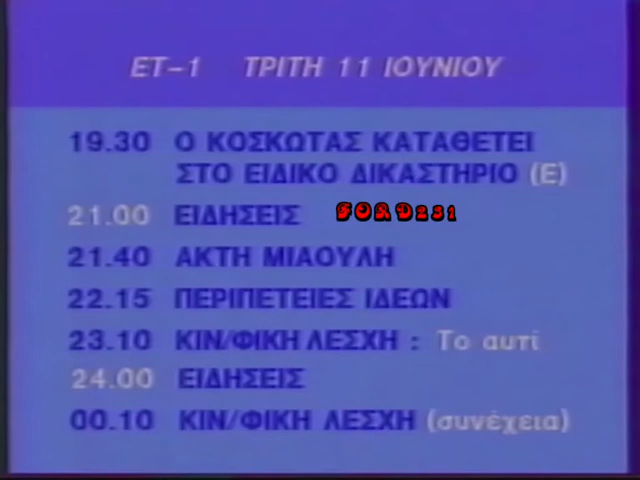 ΕΤ-1 ΤΡΙΤΗ 11 ΙΟΥΝΙΟΥ
19.30 Ο ΚΟΣΚΩΤΑΣ ΚΑΤΑΘΕΤΕΙ
ΣΤΟ ΕΙΔΙΚΟ ΔΙΚΑΣΤΗΡΙΟ (Ε)
21.00 ΕΙΔΗΣΕΙΣ FORD231
21.40 ΑΚΤΗ ΜΙΑΟΥΛΗ
22.15 ΠΕΡΙΠΕΤΕΙΕΣ ΙΔΕΩΝ
23.10 ΚΙΝ/ΦΙΚΗ ΛΕΣΧΗ : Το αυτί
24.00 ΕΙΔΗΣΕΙΣ
00.10 ΚΙΝ/ΦΙΚΗ ΛΕΣΧΗ (συνέχεια)